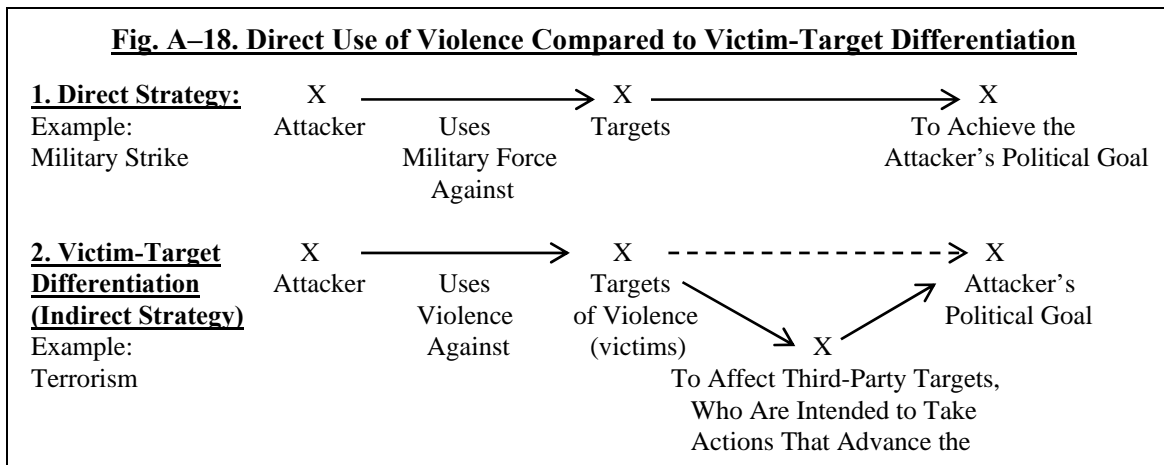 Fig. A–18. Direct Use of Violence Compared to Victim-Target Differentiation
1. Direct Strategy: X X X
Example: Attacker Uses Targets To Achieve the
Military Strike Military Force Attacker’s Political Goal
Against
2. Victim-Target X X X
Differentiation Attacker Uses Targets Attacker’s
(Indirect Strategy) Violence of Violence Political Goal
Example: Against (victims) X
Terrorism To Affect Third-Party Targets,
Who Are Intended to Take
Actions That Advance the